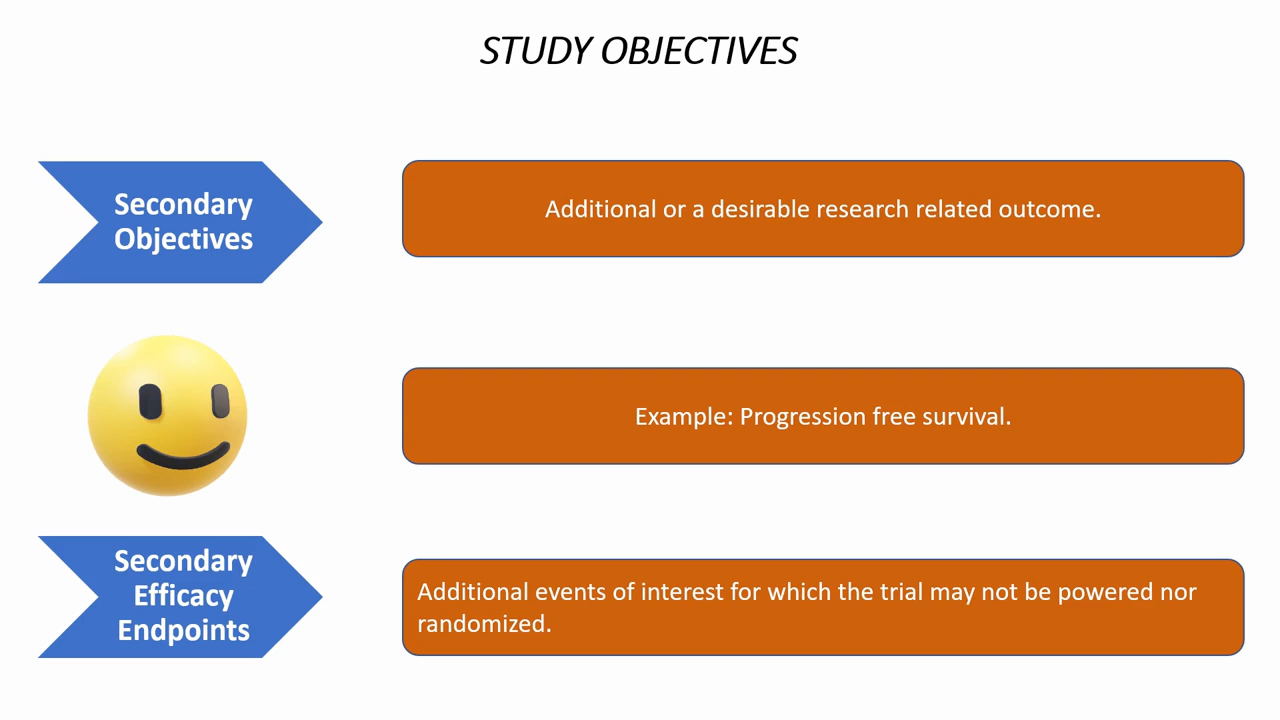 STUDY OBJECTIVES
Secondary
Objectives
Additional or a desirable research related outcome.
Example: Progression free survival.
Secondary
Efficacy
Endpoints
Additional events of interest for which the trial may not be powered nor
randomized.